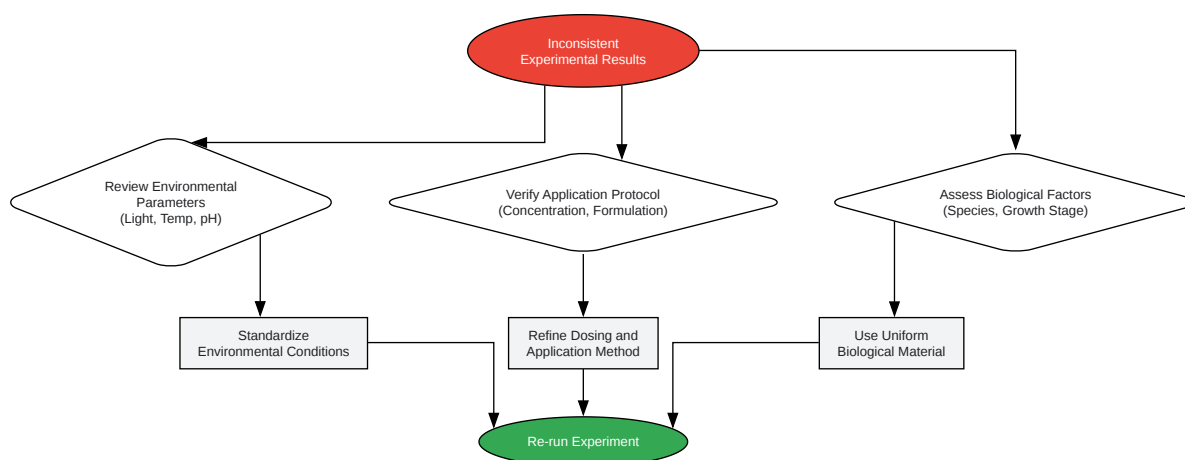 Inconsistent
Experimental Results
Review Environmental
Parameters
(Light, Temp, pH)
Verify Application Protocol
(Concentration, Formulation)
Assess Biological Factors
(Species, Growth Stage)
Standardize
Environmental Conditions
Refine Dosing and
Application Method
Use Uniform
Biological Material
Re-run Experiment